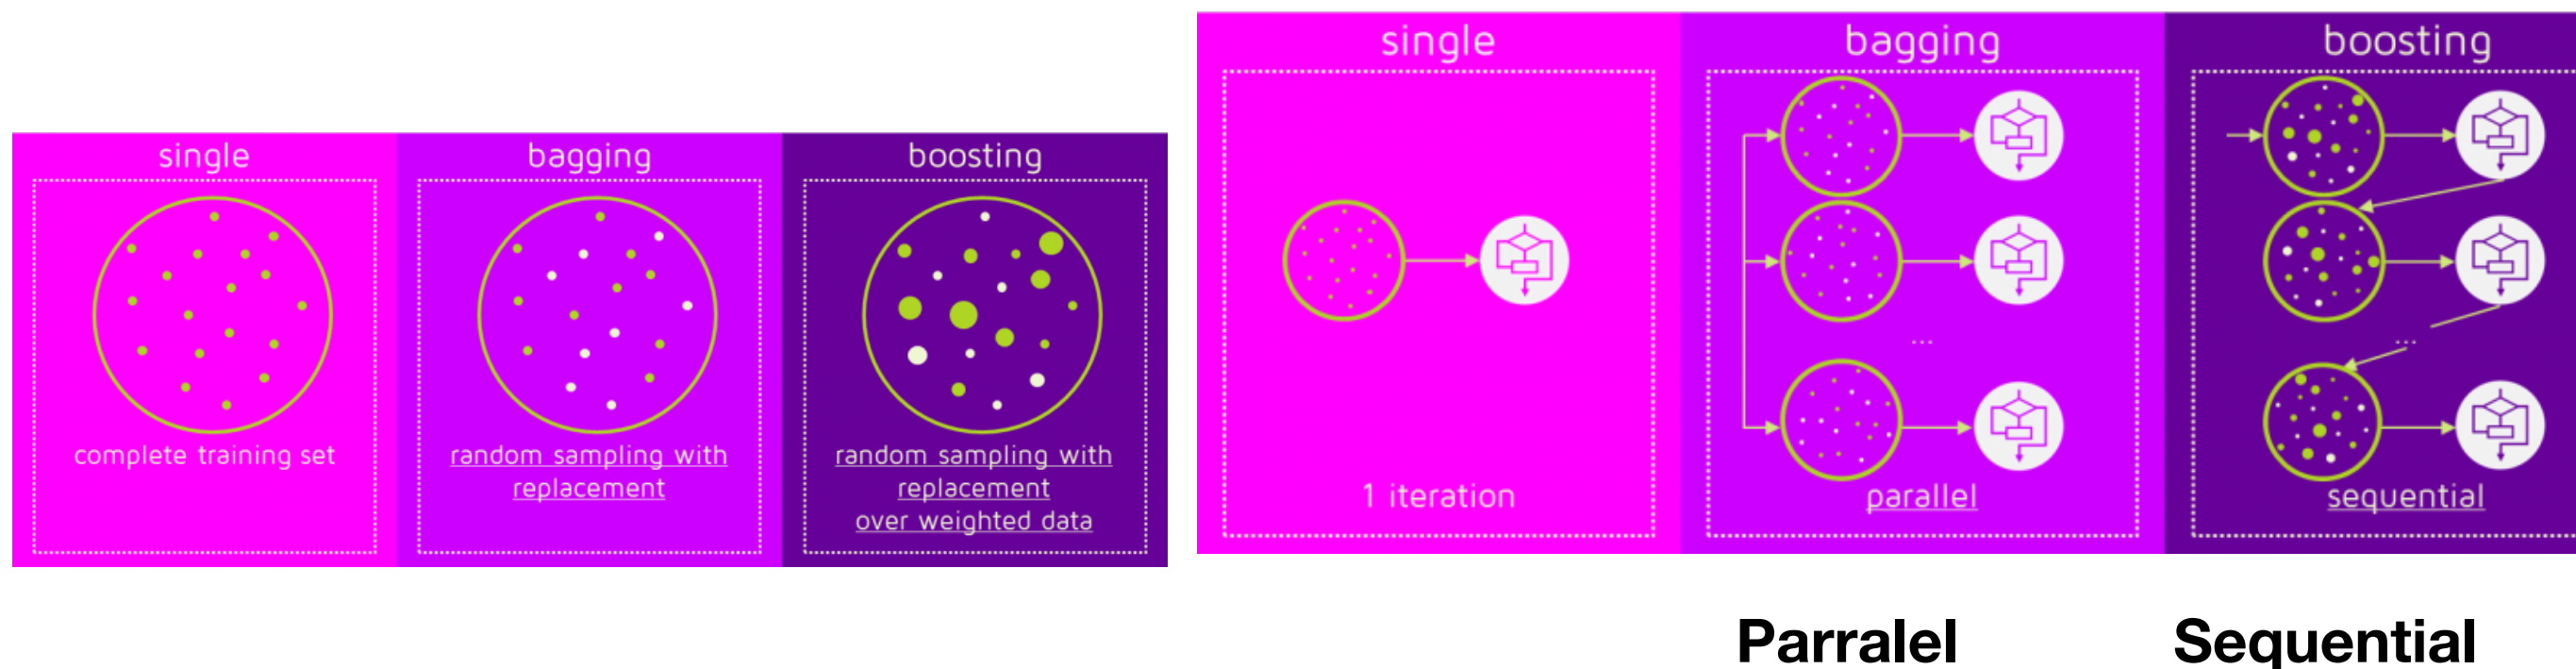 single
complete training set
bagging
random sampling with
replacement
boosting
random sampling with
replacement
over weighted data
single
1 iteration
bagging
...
parallel
boosting
...
sequential
Parralel
Sequential